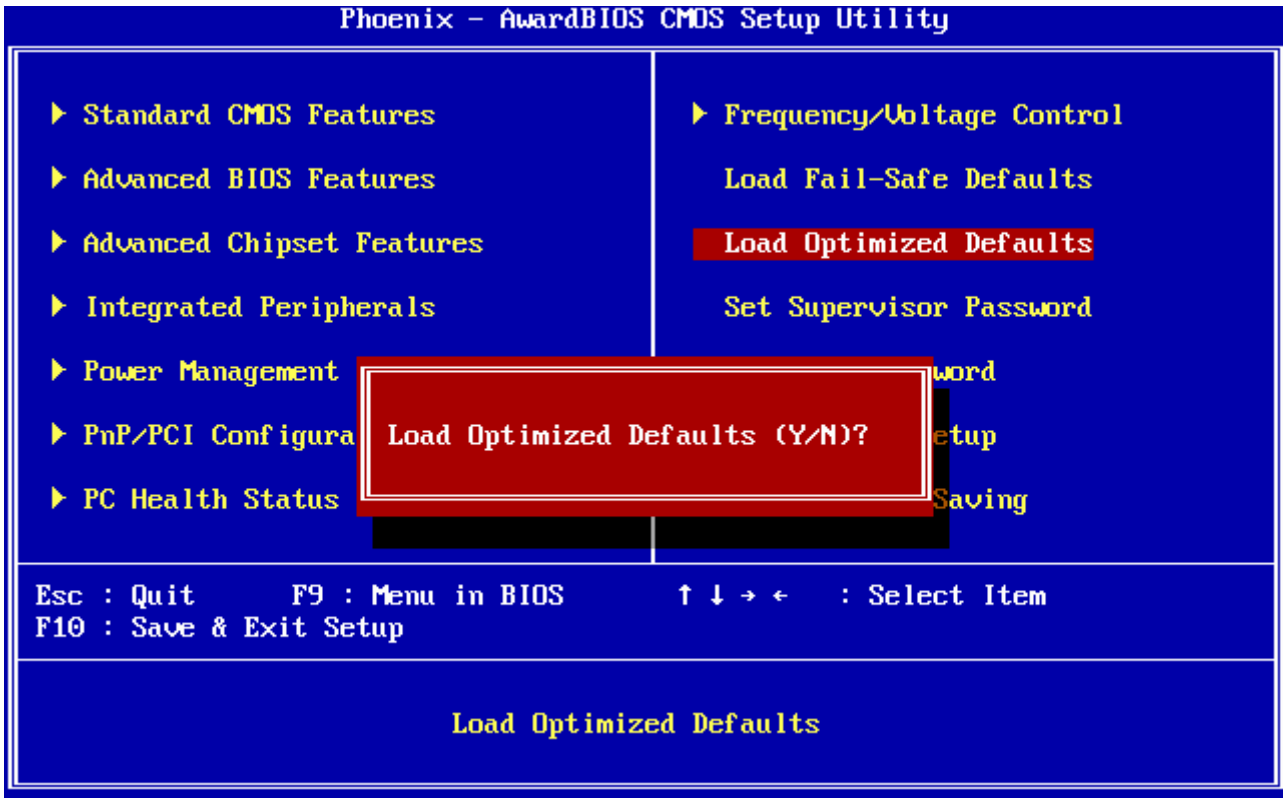 Phoenix - AwardBIOS CMOS Setup Utility
Standard CMOS Features
Advanced BIOS Features
Advanced Chipset Features
Integrated Peripherals
Power Management
PnP/PCI Configura
PC Health Status
Frequency/Voltage Control
Load Fail-Safe Defaults
Load Optimized Defaults
Set Supervisor Password
word
etup
Saving
Load Optimized Defaults (Y/N)?
Esc : Quit F9 : Menu in BIOS ↑ ↓ → ← : Select Item
F10 : Save & Exit Setup
Load Optimized Defaults